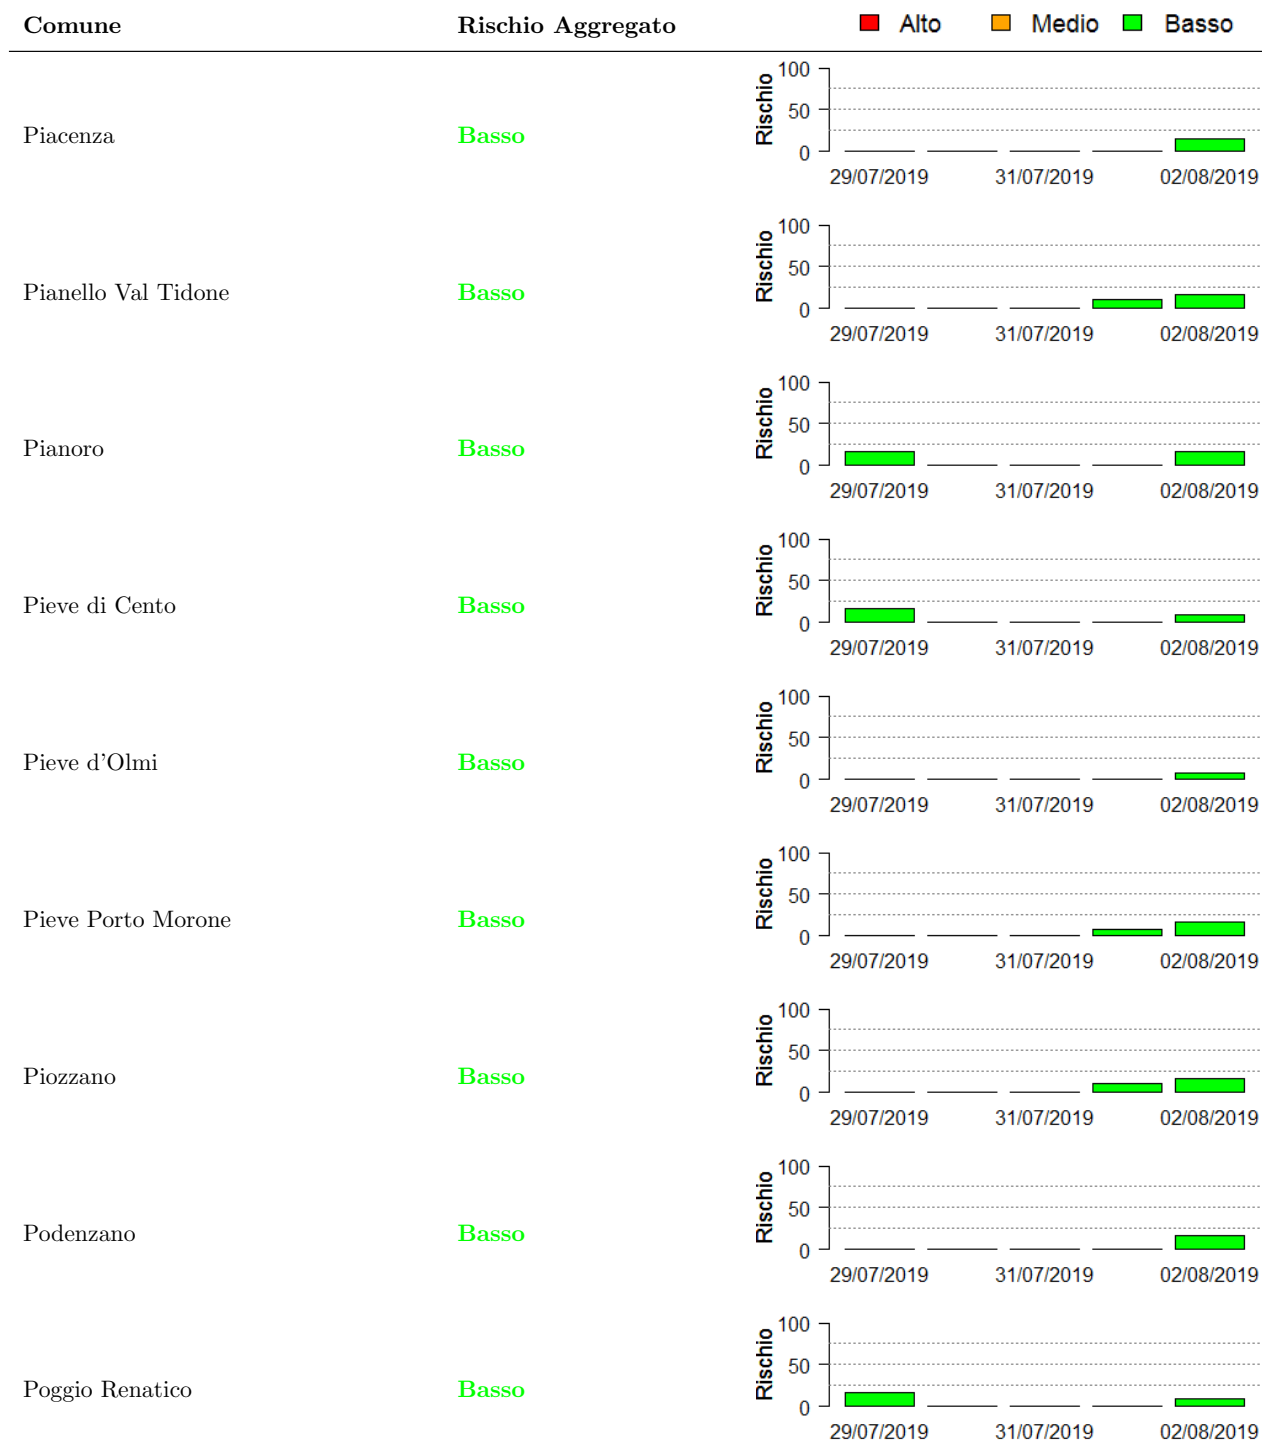 Comune Rischio Aggregato Alto Medio Basso
Piacenza Basso Rischio 100 50 0
29/07/2019 31/07/2019 02/08/2019
Pianello Val Tidone Basso Rischio 100 50 0
29/07/2019 31/07/2019 02/08/2019
Pianoro Basso Rischio 100 50 0
29/07/2019 31/07/2019 02/08/2019
Pieve di Cento Basso Rischio 100 50 0
29/07/2019 31/07/2019 02/08/2019
Pieve d'Olmi Basso Rischio 100 50 0
29/07/2019 31/07/2019 02/08/2019
Pieve Porto Morone Basso Rischio 100 50 0
29/07/2019 31/07/2019 02/08/2019
Piozzano Basso Rischio 100 50 0
29/07/2019 31/07/2019 02/08/2019
Podenzano Basso Rischio 100 50 0
29/07/2019 31/07/2019 02/08/2019
Poggio Renatico Basso Rischio 100 50 0
29/07/2019 31/07/2019 02/08/2019